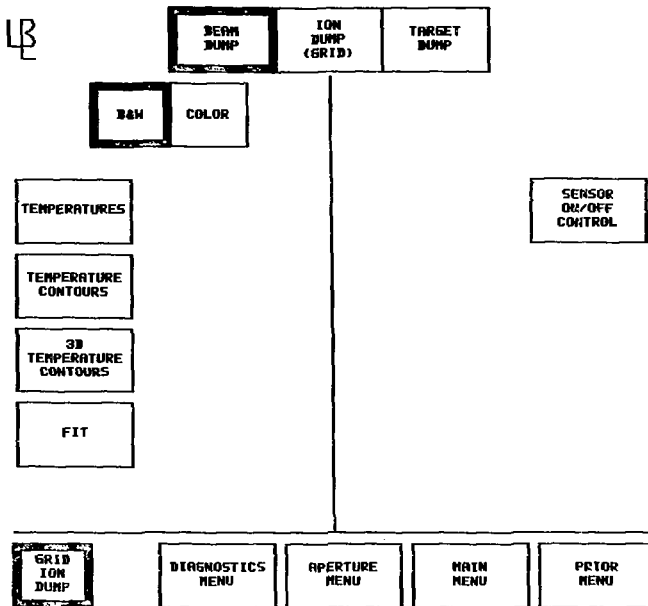 LBL
BEAM
DUMP
ION
DUMP
(GRID)
TARGET
DUMP
B&W
COLOR
TEMPERATURES
SENSOR
ON/OFF
CONTROL
TEMPERATURE
CONTOURS
3D
TEMPERATURE
CONTOURS
FIT
GRID
ION
DUMP
DIAGNOSTICS
MENU
APERTURE
MENU
MAIN
MENU
PRIOR
MENU